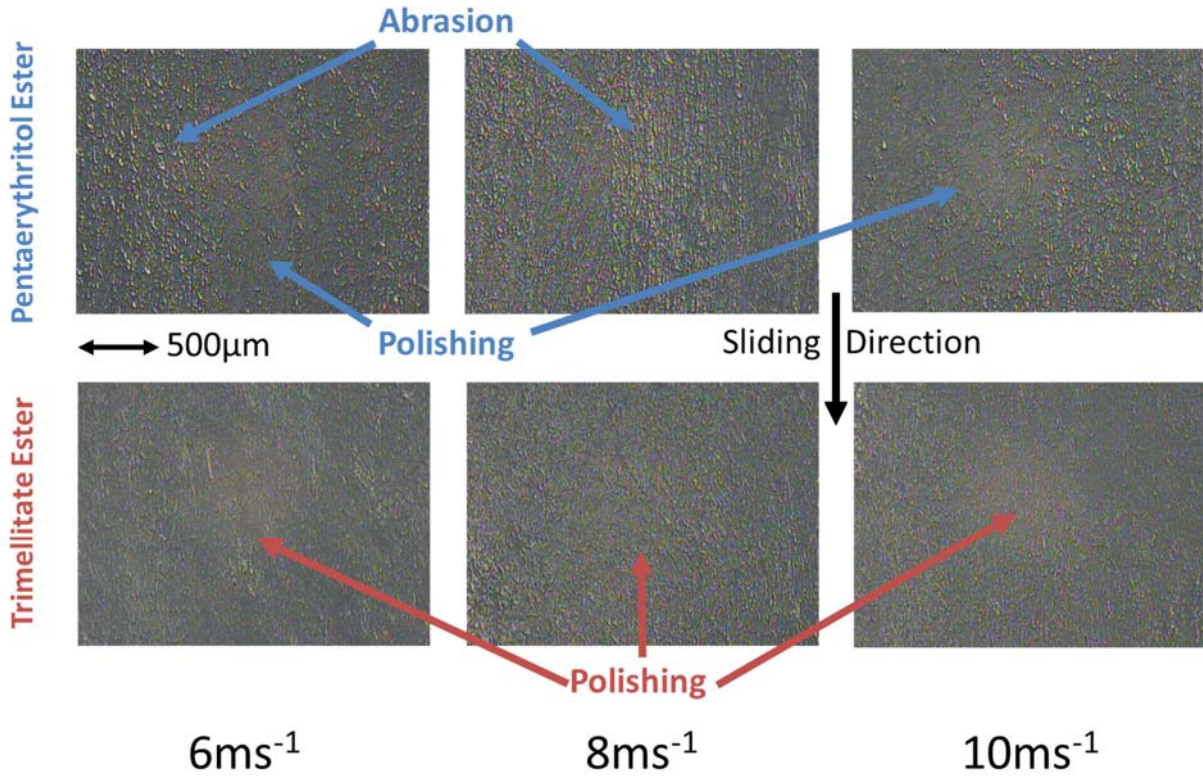 Abrasion
Pentaerythritol Ester
Polishing
500µm
Sliding Direction
Trimellitate Ester
Polishing
6ms⁻¹
8ms⁻¹
10ms⁻¹